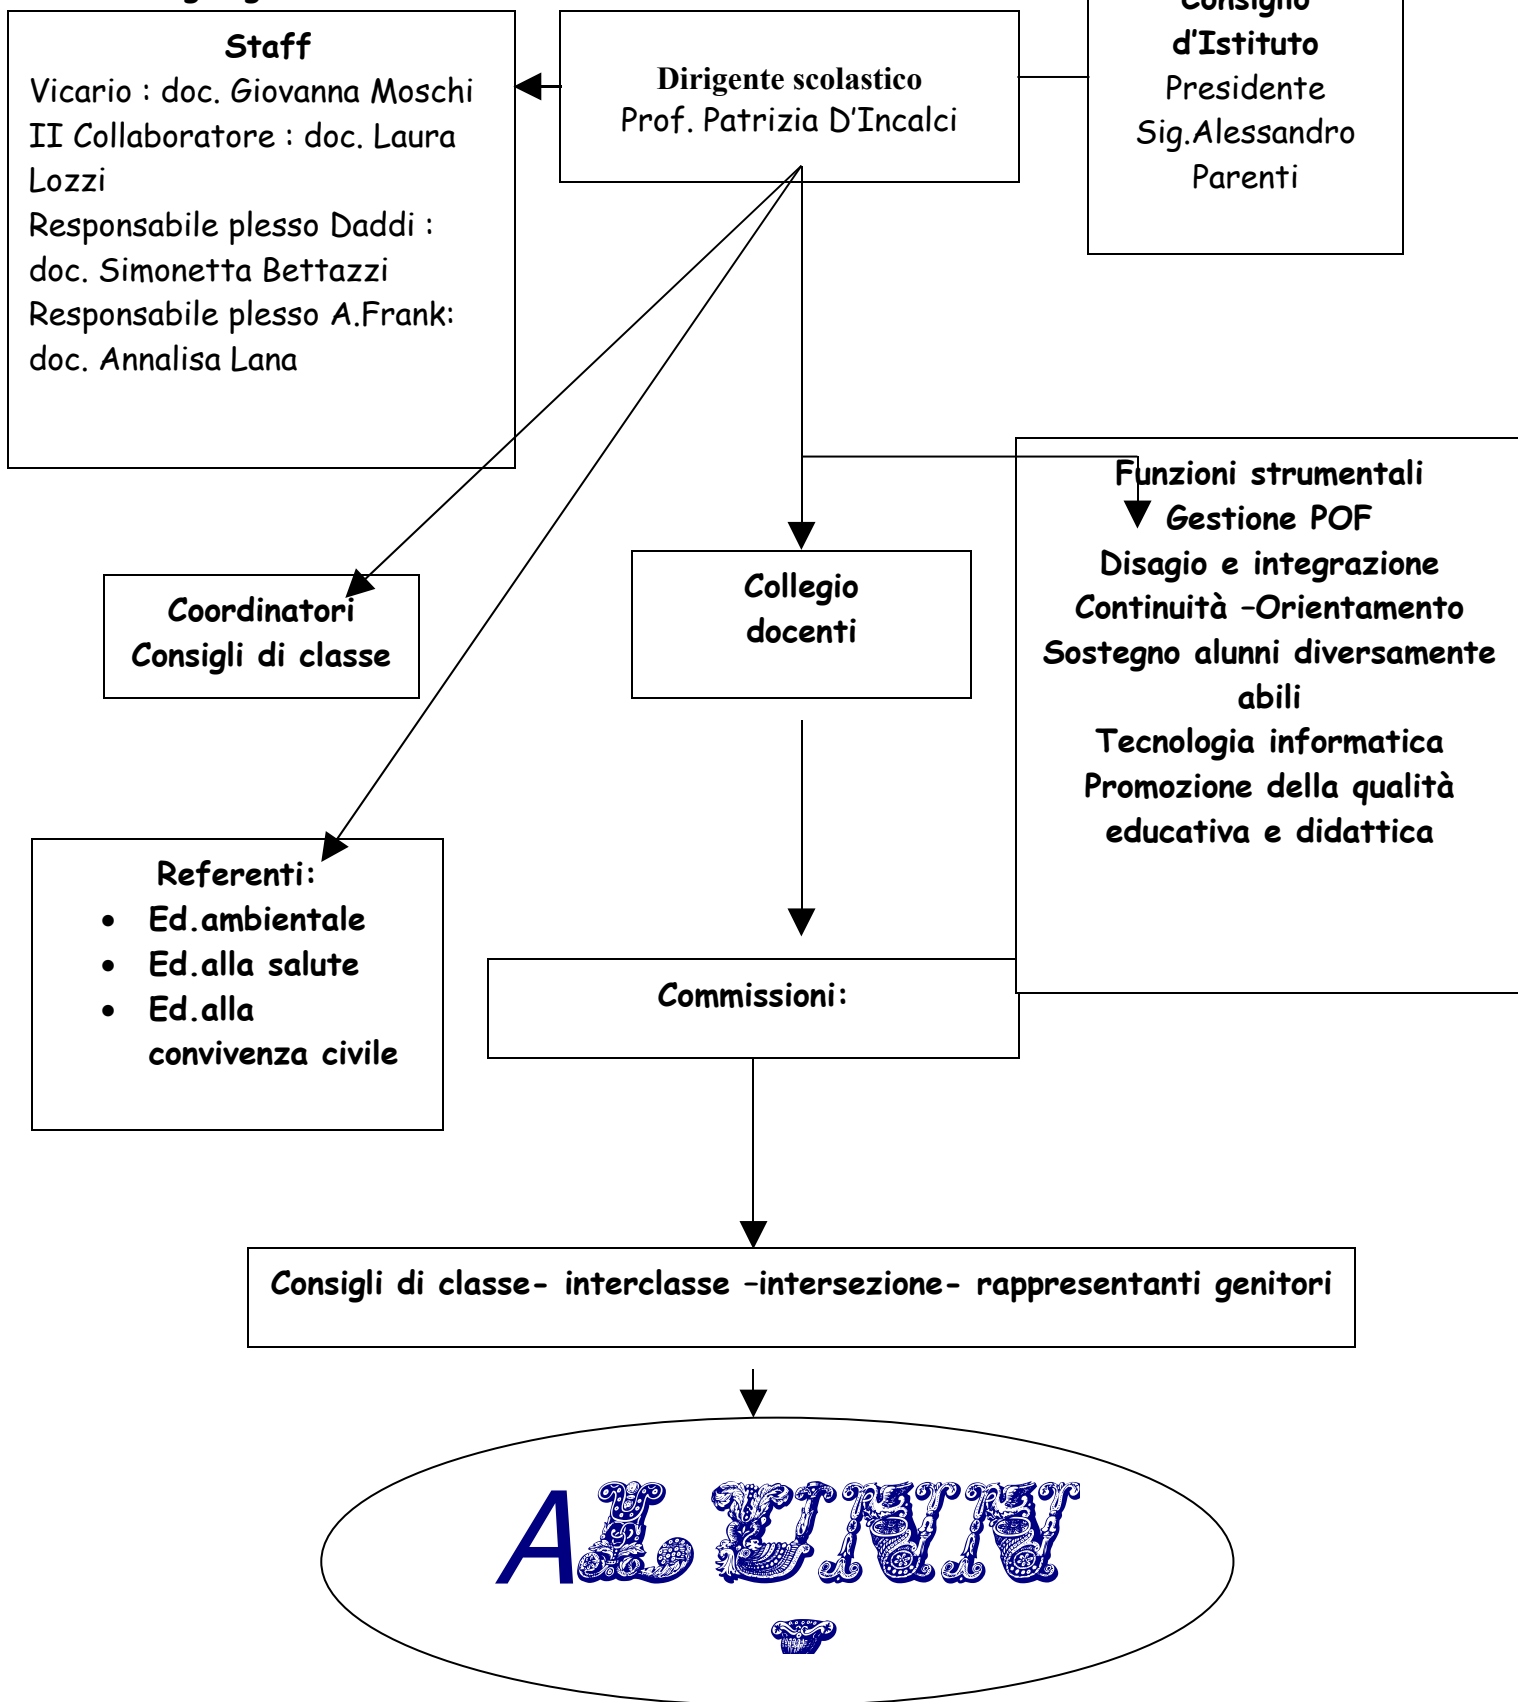 Staff
Vicario : doc. Giovanna Moschi
II Collaboratore : doc. Laura
Lozzi
Responsabile plesso Daddi :
doc. Simonetta Bettazzi
Responsabile plesso A.Frank:
doc. Annalisa Lana
Dirigente scolastico
Prof. Patrizia D'Incalci
Consiglio
d'Istituto
Presidente
Sig.Alessandro
Parenti
Funzioni strumentali
Gestione POF
Disagio e integrazione
Continuità –Orientamento
Sostegno alunni diversamente
abili
Tecnologia informatica
Promozione della qualità
educativa e didattica
Coordinatori
Consigli di classe
Collegio
docenti
Referenti:
• Ed.ambientale
• Ed.alla salute
• Ed.alla
convivenza civile
Commissioni:
Consigli di classe- interclasse –intersezione- rappresentanti genitori
ALUNN